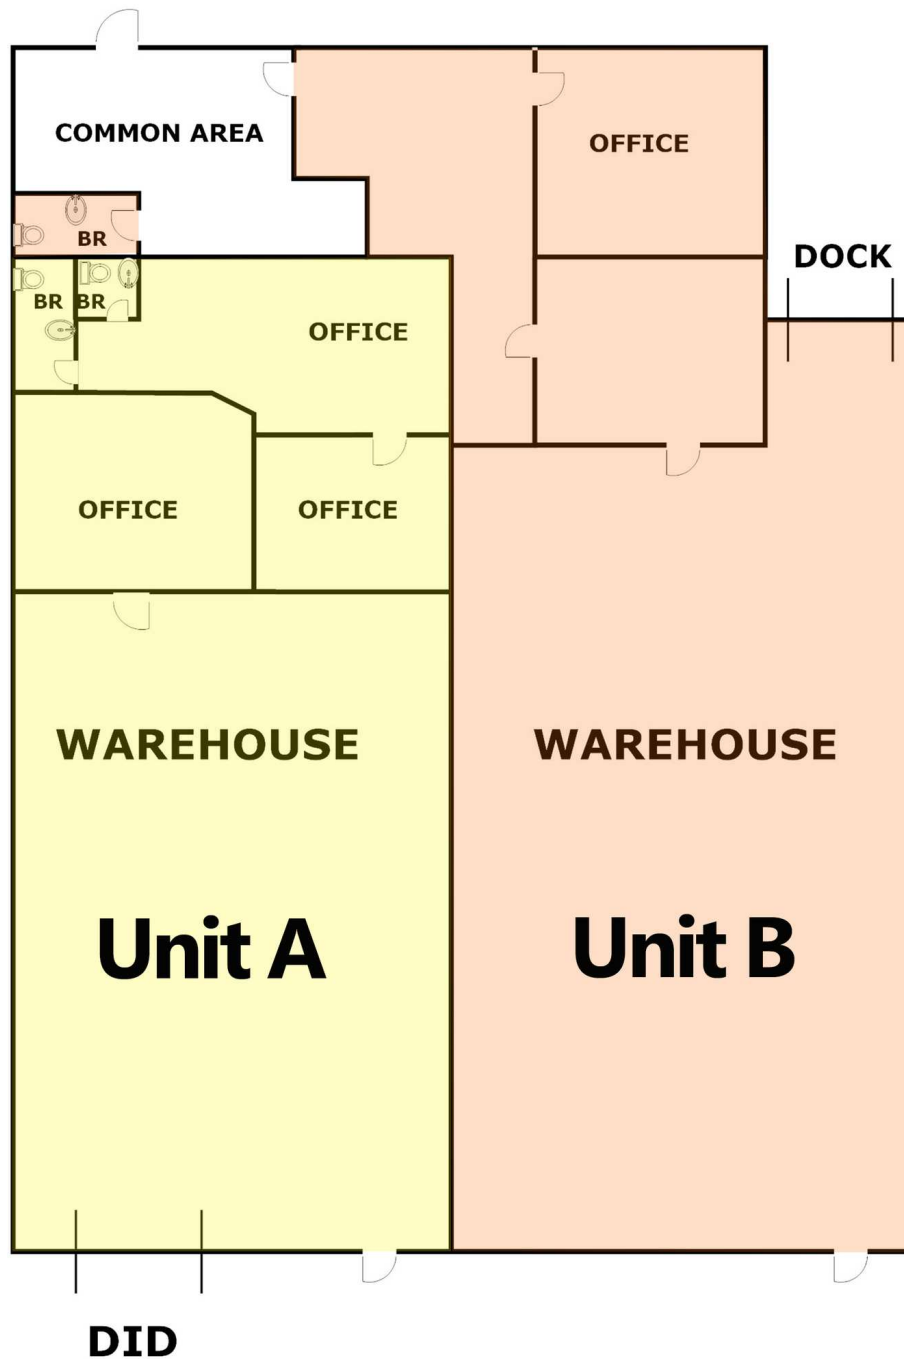 COMMON AREA
OFFICE
BR
DOCK
BR BR
OFFICE
OFFICE
OFFICE
WAREHOUSE
WAREHOUSE
Unit A
Unit B
DID